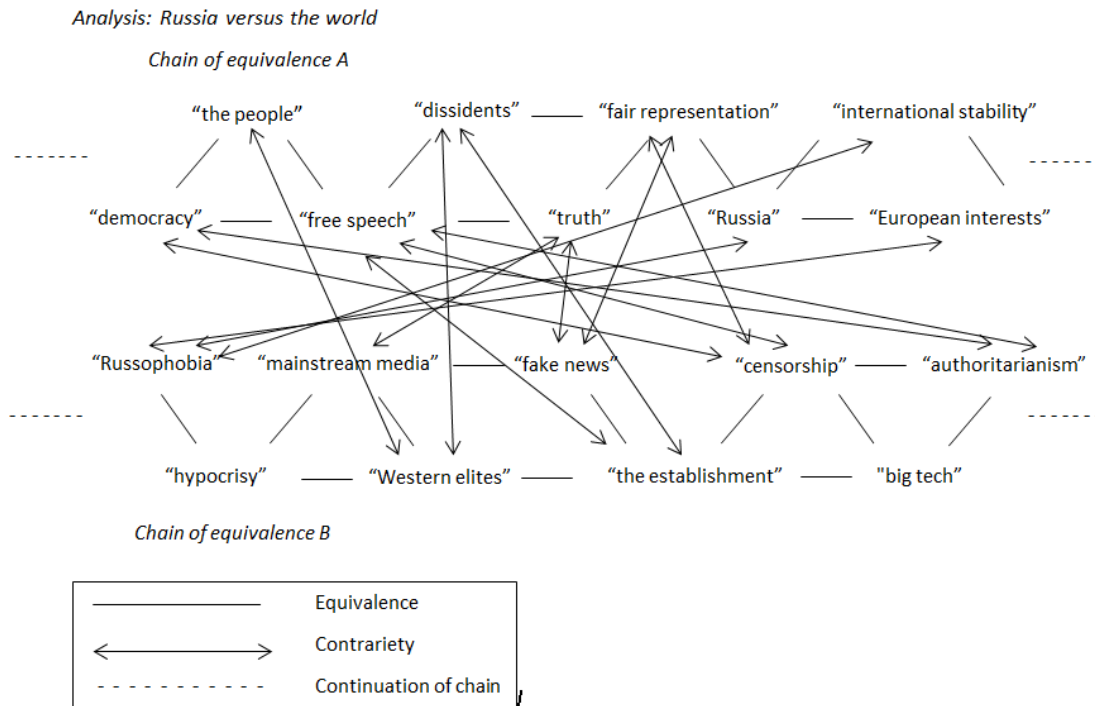 Analysis: Russia versus the world
Chain of equivalence A
“the people” “dissidents” “fair representation” “international stability”
“democracy” “free speech” “truth” “Russia” “European interests”
“Russophobia” “mainstream media” “fake news” “censorship” “authoritarianism”
“hypocrisy” “Western elites” “the establishment” "big tech”
Chain of equivalence B
Equivalence
Contrariety
Continuation of chain